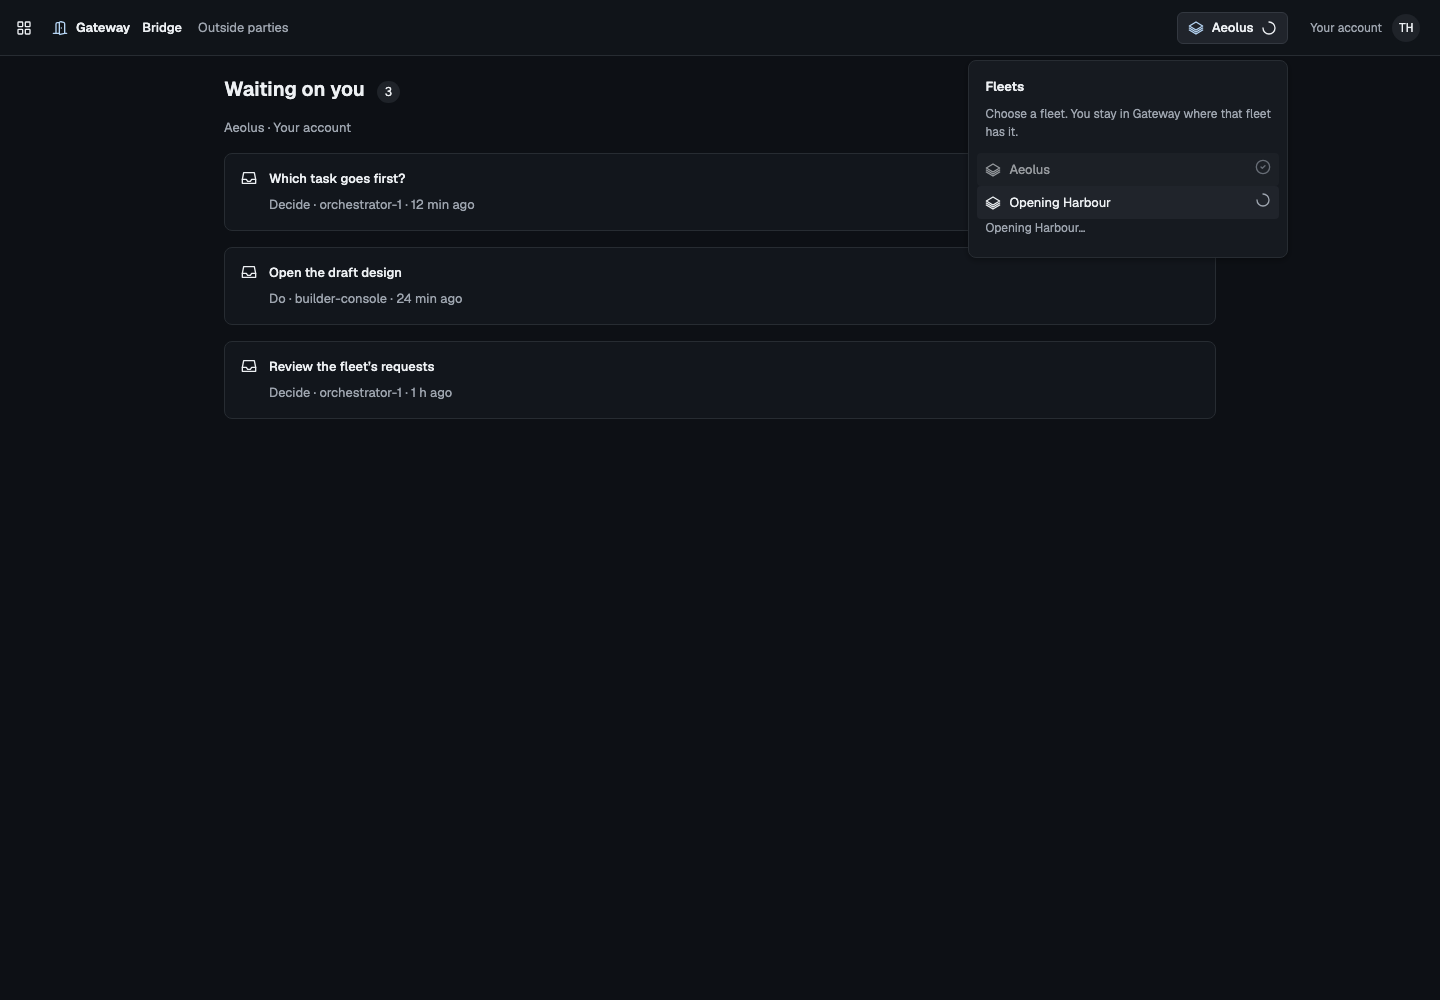 Gateway Bridge Outside parties Aeolus Your account TH
Waiting on you 3
Aeolus · Your account
Which task goes first?
Decide · orchestrator-1 · 12 min ago
Open the draft design
Do · builder-console · 24 min ago
Review the fleet's requests
Decide · orchestrator-1 · 1 h ago
Fleets
Choose a fleet. You stay in Gateway where that fleet
has it.
Aeolus
Opening Harbour
Opening Harbour…